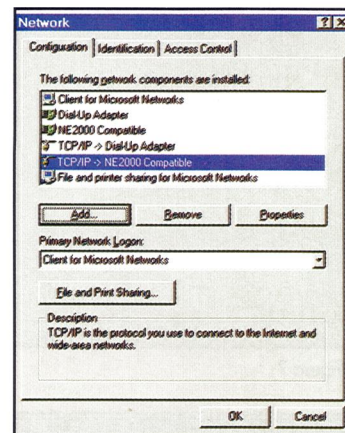 Network
Configuration Identification Access Control
The following network components are installed:
Client for Microsoft Networks
Dial-Up Adapter
NE2000 Compatible
TCP/IP -> Dial-Up Adapter
TCP/IP -> NE2000 Compatible
File and printer sharing for Microsoft Networks
Add... Remove Properties
Primary Network Logon:
Client for Microsoft Networks
File and Print Sharing...
Description
TCP/IP is the protocol you use to connect to the Internet and
wide-area networks.
OK Cancel